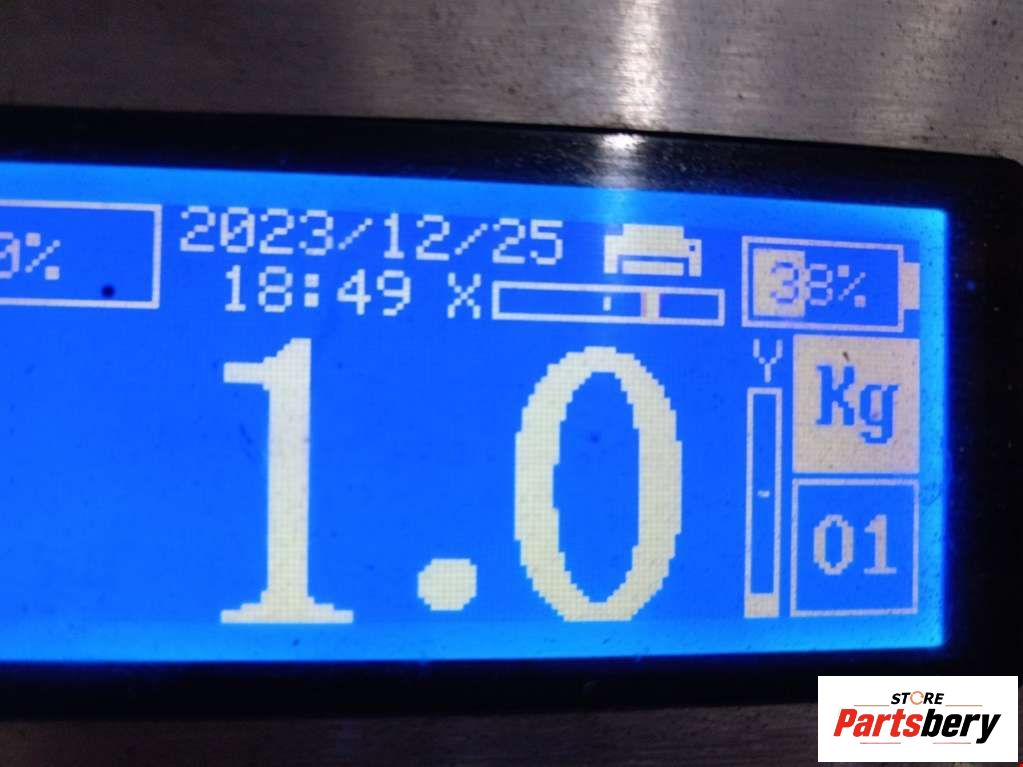 0%
2023/12/25
18:49 X
38%
Y
Kg
1.0
01
STORE
Partsbery